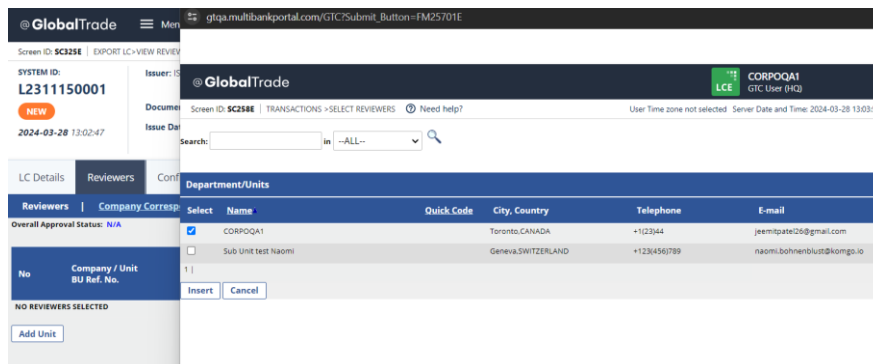 @GlobalTrade
Men
Screen ID: SC325E | EXPORT LC>VIEW REVIEW
SYSTEM ID:
L2311150001
NEW
2024-03-28 13:02:47
Issuer: IS
Docume
Issue Da
LC Details
Reviewers
Conf
Reviewers | Company Corresp
Overall Approval Status: N/A
No
Company / Unit
BU Ref. No.
NO REVIEWERS SELECTED
Add Unit
gtqa.multibankportal.com/GTC?Submit_Button=FM25701E
@GlobalTrade
LCE
CORPOQA1
GTC User (HQ)
Screen ID: SC258E | TRANSACTIONS >SELECT REVIEWERS Need help?
User Time zone not selected Server Date and Time: 2024-03-28 13:03:
Search: in --ALL--
Department/Units
Select Name Quick Code City, Country Telephone E-mail
CORPOQA1 Toronto,CANADA +1(23)44 jeemitpatel26@gmail.com
Sub Unit test Naomi Geneva,SWITZERLAND +123(456)789 naomi.bohnenblust@komgo.io
1 |
Insert Cancel